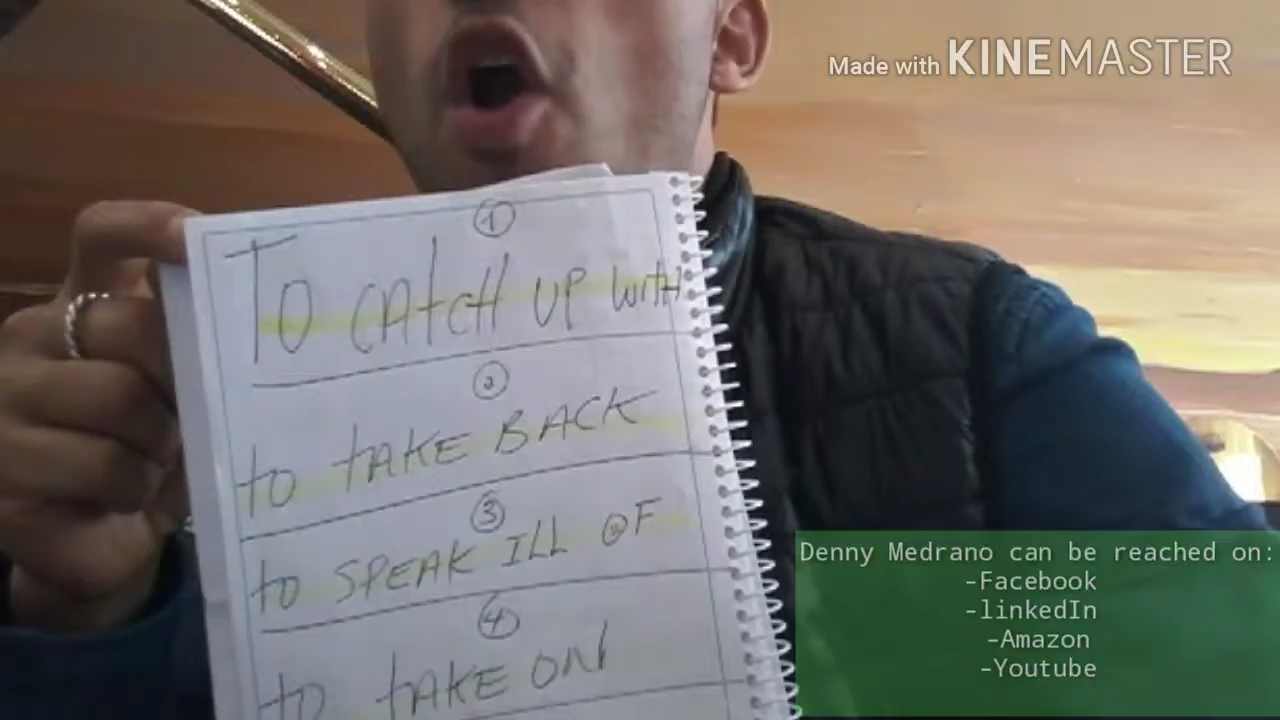 Made with KINEMASTER
①
TO CAtCH UP WITH
②
to tAKE BACK
③
to SPEAK ILL OF
④
to tAKE ON
Denny Medrano can be reached on:
-Facebook
-linkedIn
-Amazon
-Youtube